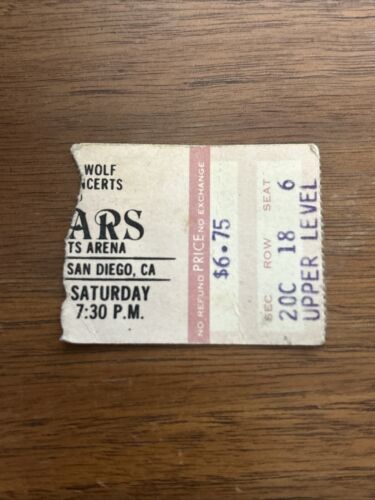 WOLF
NCERTS
ARS
TS ARENA
SAN DIEGO, CA
SATURDAY
7:30 P.M.
NO REFUND PRICE NO EXCHANGE
$6.75
SEC ROW SEAT
20C 18 6
UPPER LEVEL